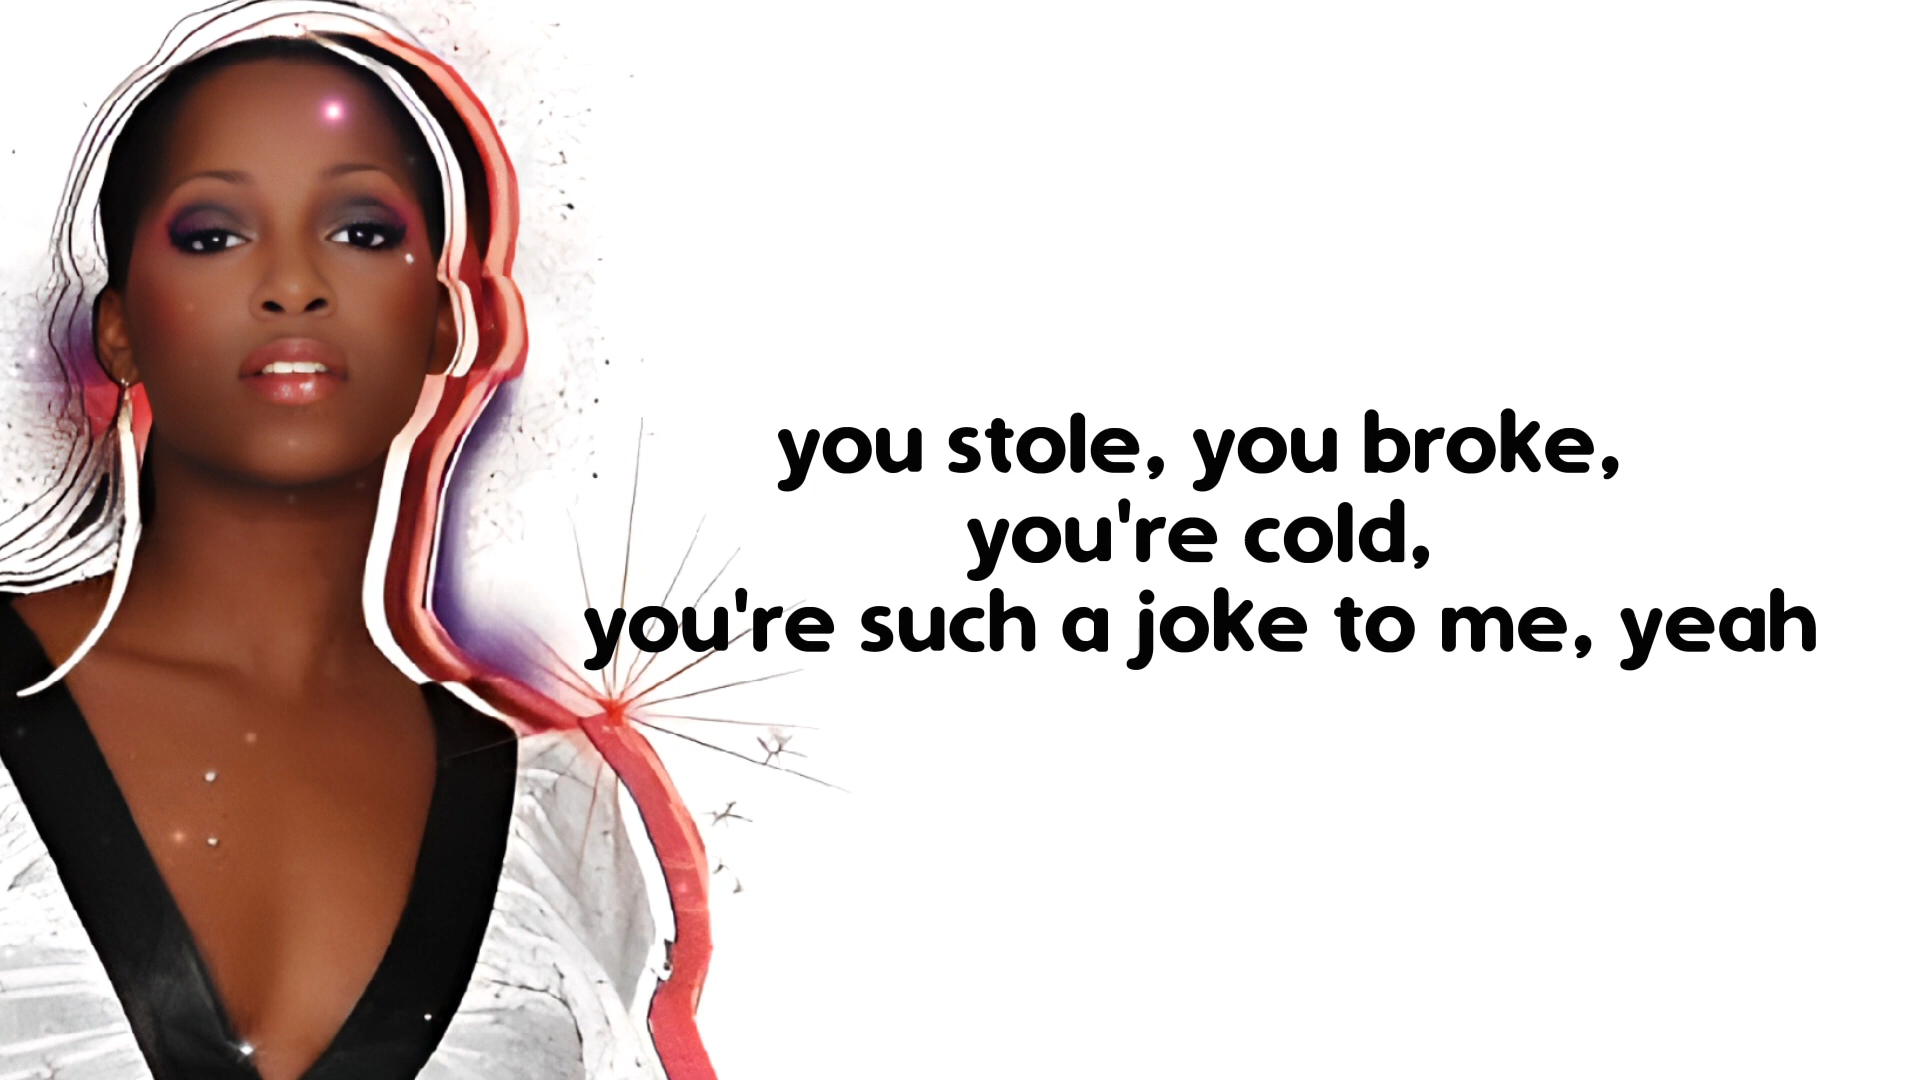 you stole, you broke,
you're cold,
you're such a joke to me, yeah